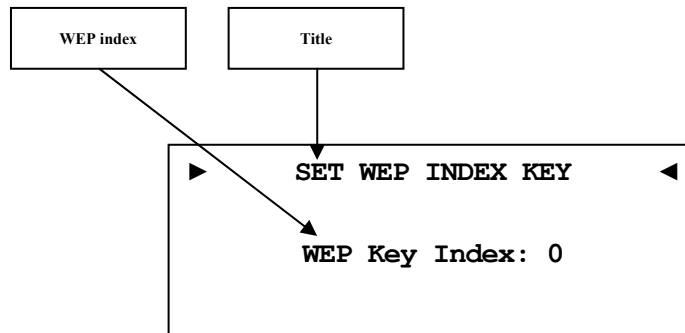 WEP index
Title
► SET WEP INDEX KEY ◄
WEP Key Index: 0